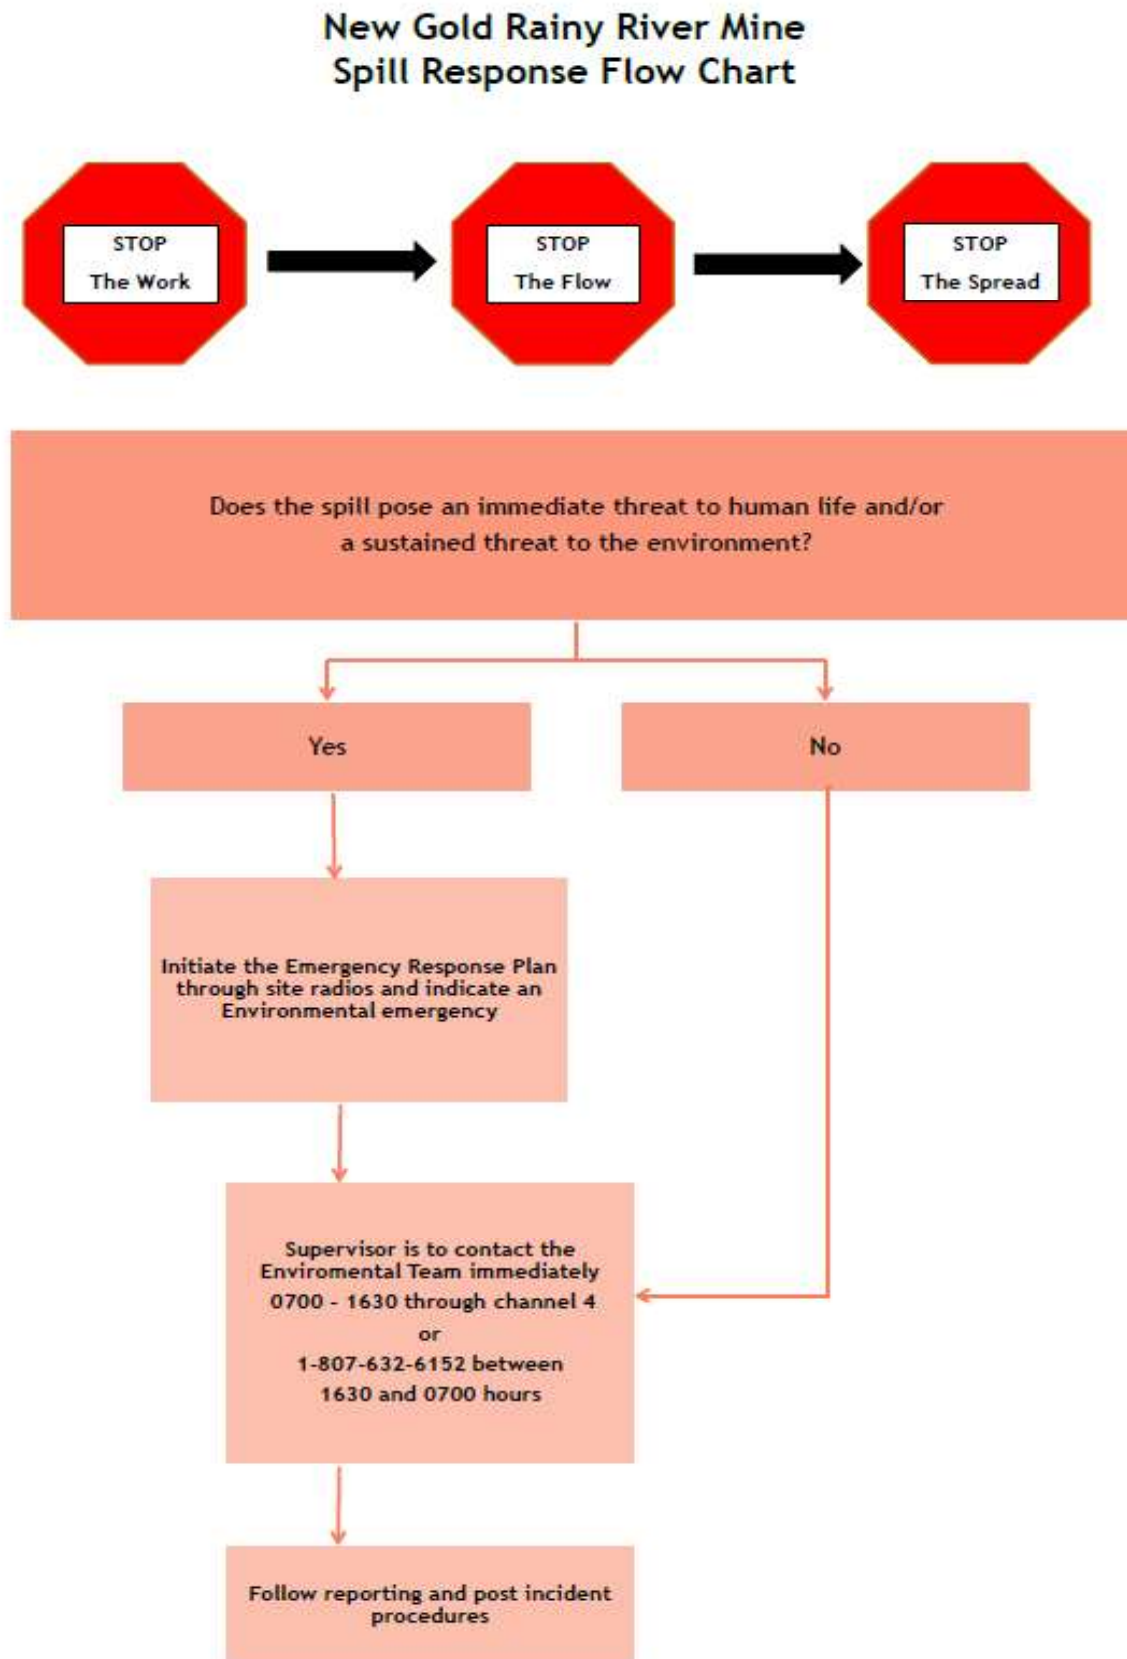 New Gold Rainy River Mine
Spill Response Flow Chart
STOP
The Work
STOP
The Flow
STOP
The Spread
Does the spill pose an immediate threat to human life and/or
a sustained threat to the environment?
Yes
No
Initiate the Emergency Response Plan
through site radios and indicate an
Environmental emergency
Supervisor is to contact the
Enviromental Team immediately
0700 - 1630 through channel 4
or
1-807-632-6152 between
1630 and 0700 hours
Follow reporting and post incident
procedures